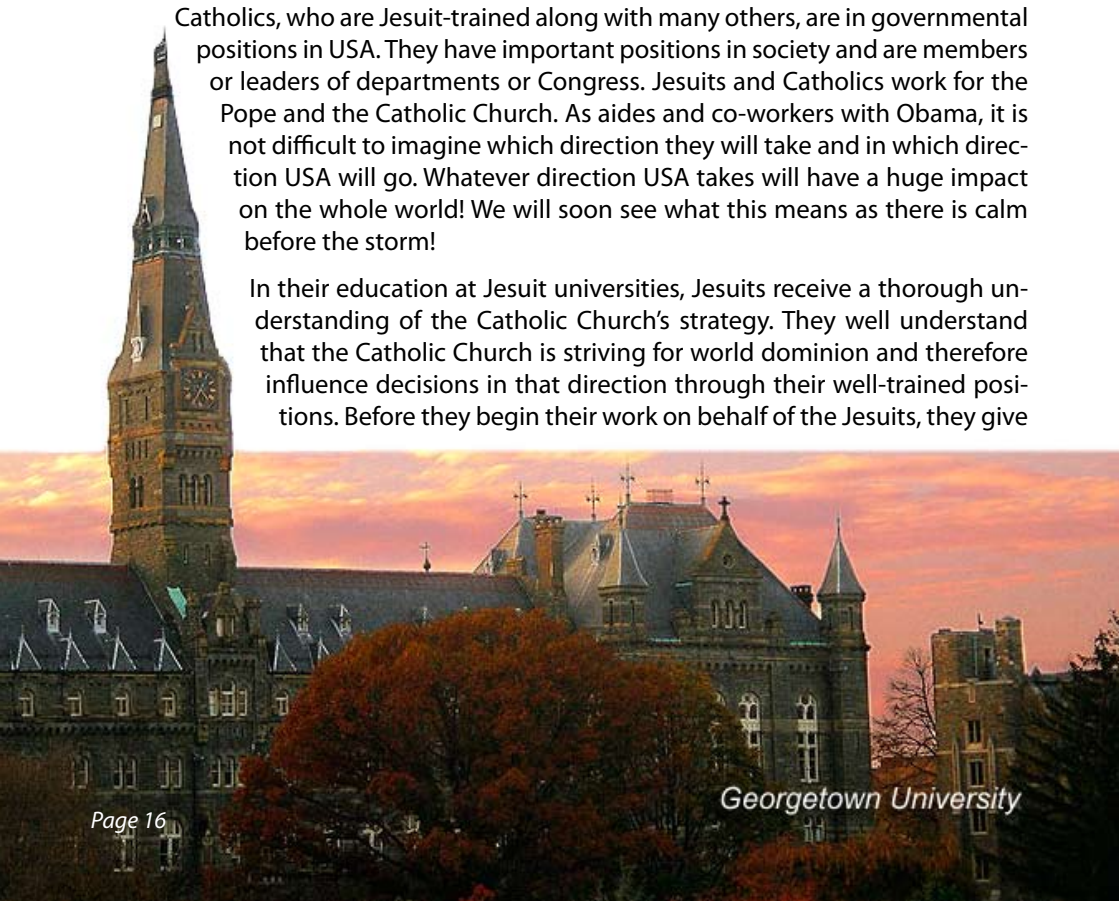 Catholics, who are Jesuit-trained along with many others, are in governmental
positions in USA. They have important positions in society and are members
or leaders of departments or Congress. Jesuits and Catholics work for the
Pope and the Catholic Church. As aides and co-workers with Obama, it is
not difficult to imagine which direction they will take and in which direc-
tion USA will go. Whatever direction USA takes will have a huge impact
on the whole world! We will soon see what this means as there is calm
before the storm!
In their education at Jesuit universities, Jesuits receive a thorough un-
derstanding of the Catholic Church’s strategy. They well understand
that the Catholic Church is striving for world dominion and therefore
influence decisions in that direction through their well-trained posi-
tions. Before they begin their work on behalf of the Jesuits, they give
Georgetown University
Page 16